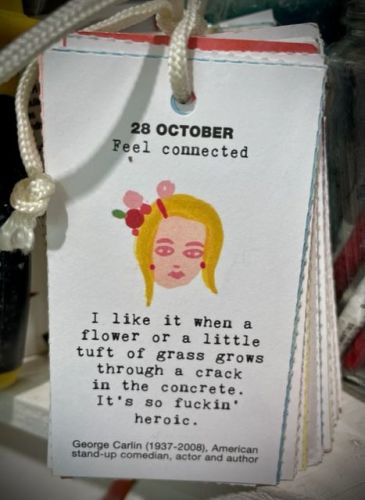 28 OCTOBER
Feel connected
I like it when a
flower or a little
tuft of grass grows
through a crack
in the concrete.
It's so fuckin'
heroic.
George Carlin (1937-2008), American
stand-up comedian, actor and author